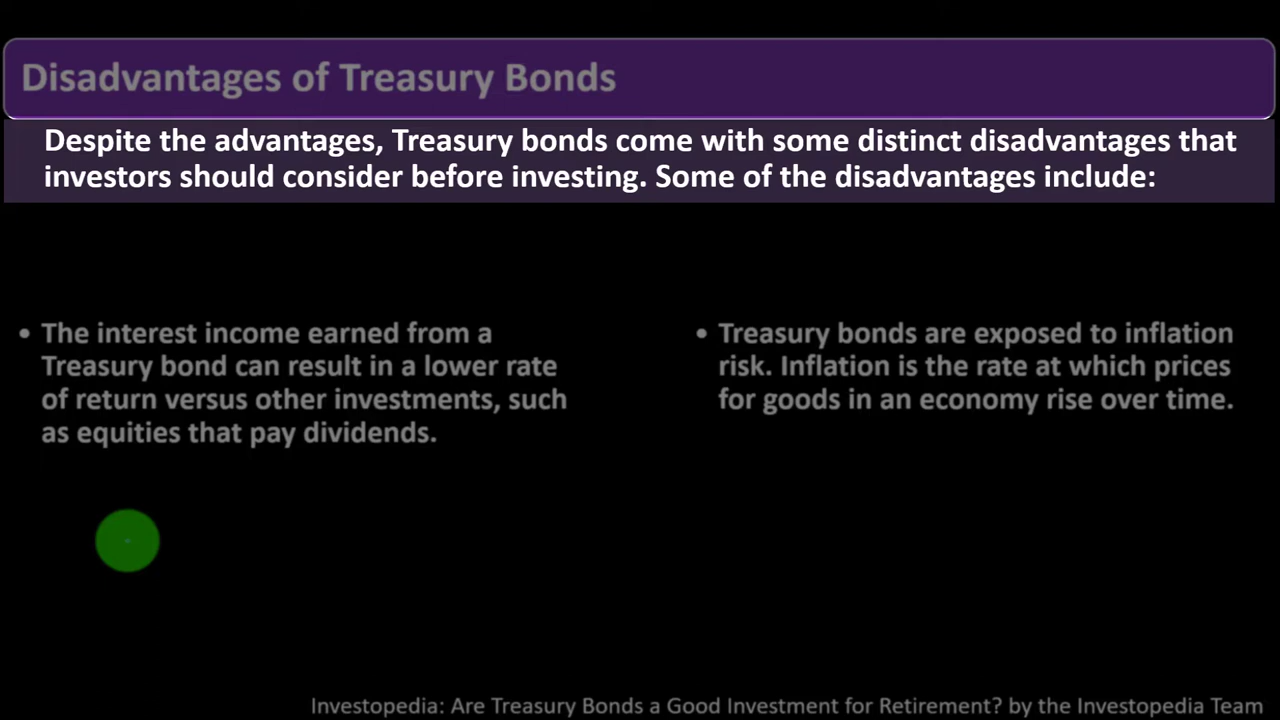 Disadvantages of Treasury Bonds
Despite the advantages, Treasury bonds come with some distinct disadvantages that
investors should consider before investing. Some of the disadvantages include:
• The interest income earned from a
Treasury bond can result in a lower rate
of return versus other investments, such
as equities that pay dividends.
• Treasury bonds are exposed to inflation
risk. Inflation is the rate at which prices
for goods in an economy rise over time.
Investopedia: Are Treasury Bonds a Good Investment for Retirement? by the Investopedia Team